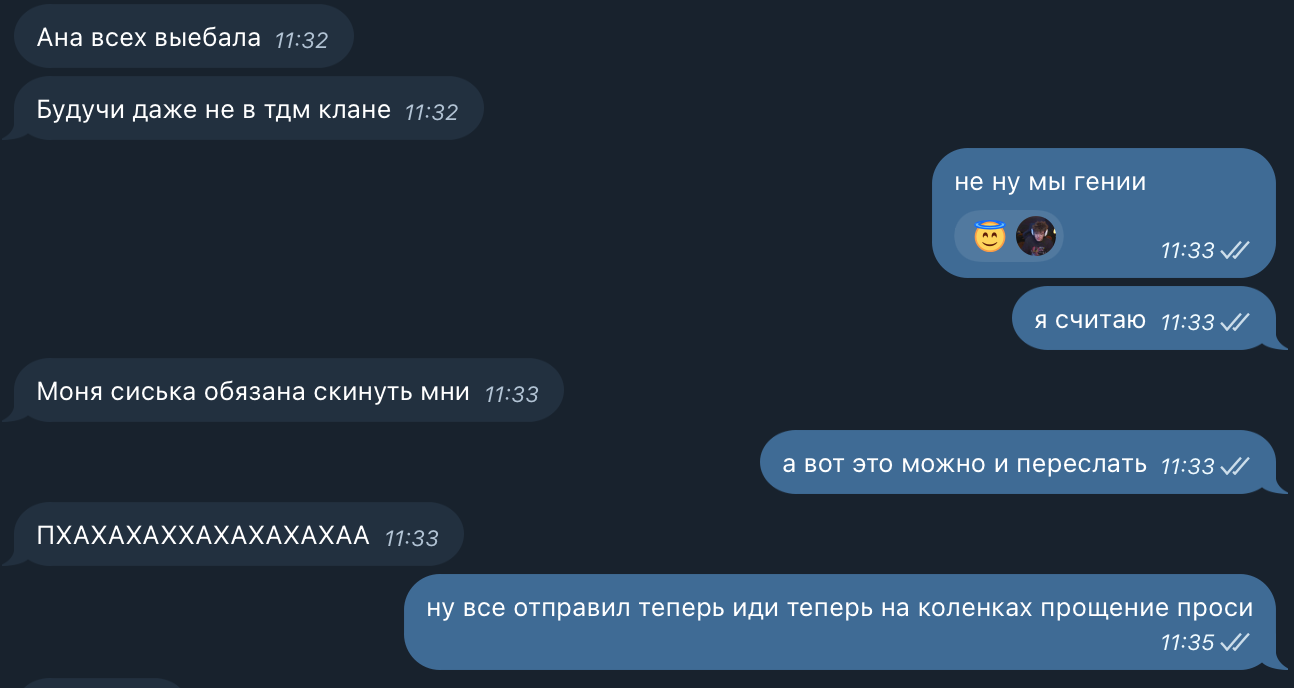 Ана всех выебала 11:32
Будучи даже не в тдм клане 11:32
не ну мы гении
😇
11:33
я считаю 11:33
Моня сиська обязана скинуть мни 11:33
а вот это можно и переслать 11:33
ПХАХАХАХХАХАХАХАХАА 11:33
ну все отправил теперь иди теперь на коленках прощение проси
11:35